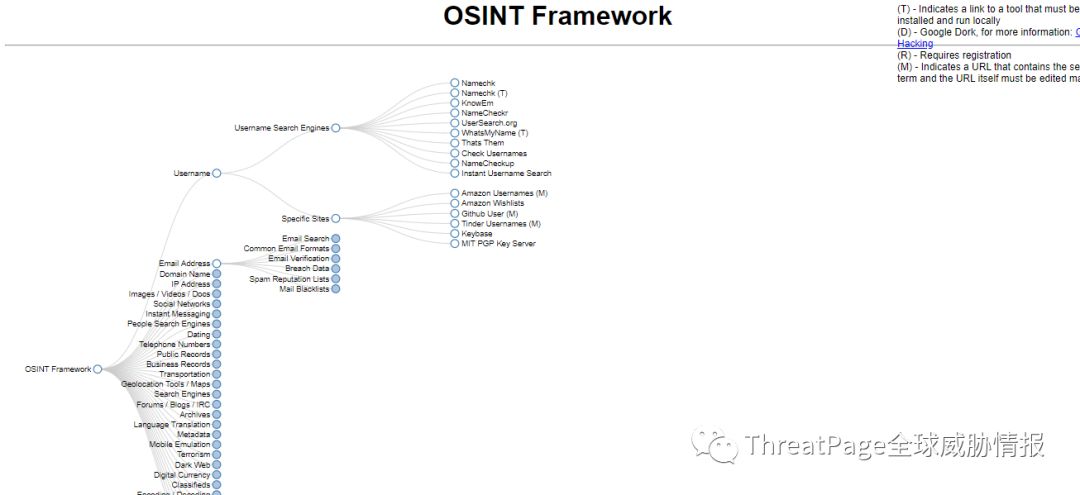 OSINT Framework
(T) - Indicates a link to a tool that must be
installed and run locally
(D) - Google Dork, for more information:
Hacking
(R) - Requires registration
(M) - Indicates a URL that contains the
term and the URL itself must be edited
Username Search Engines
Namechk
Namechk (T)
KnowEm
NameCheckr
UserSearch.org
WhatsMyName (T)
Thats Them
Check Usernames
NameCheckup
Instant Username Search
Username
Specific Sites
Amazon Usernames (M)
Amazon Wishlists
Github User (M)
Tinder Usernames (M)
Keybase
MIT PGP Key Server
Email Search
Common Email Formats
Email Verification
Breach Data
Spam Reputation Lists
Mail Blacklists
Email Address
Domain Name
IP Address
Images / Videos / Docs
Social Networks
Instant Messaging
People Search Engines
Dating
Telephone Numbers
Public Records
Business Records
Transportation
OSINT Framework
Geolocation Tools / Maps
Search Engines
Forums / Blogs / IRC
Archives
Language Translation
Metadata
Mobile Emulation
Terrorism
Dark Web
Digital Currency
Classifieds
Encoding / Decoding
ThreatPage全球威胁情报